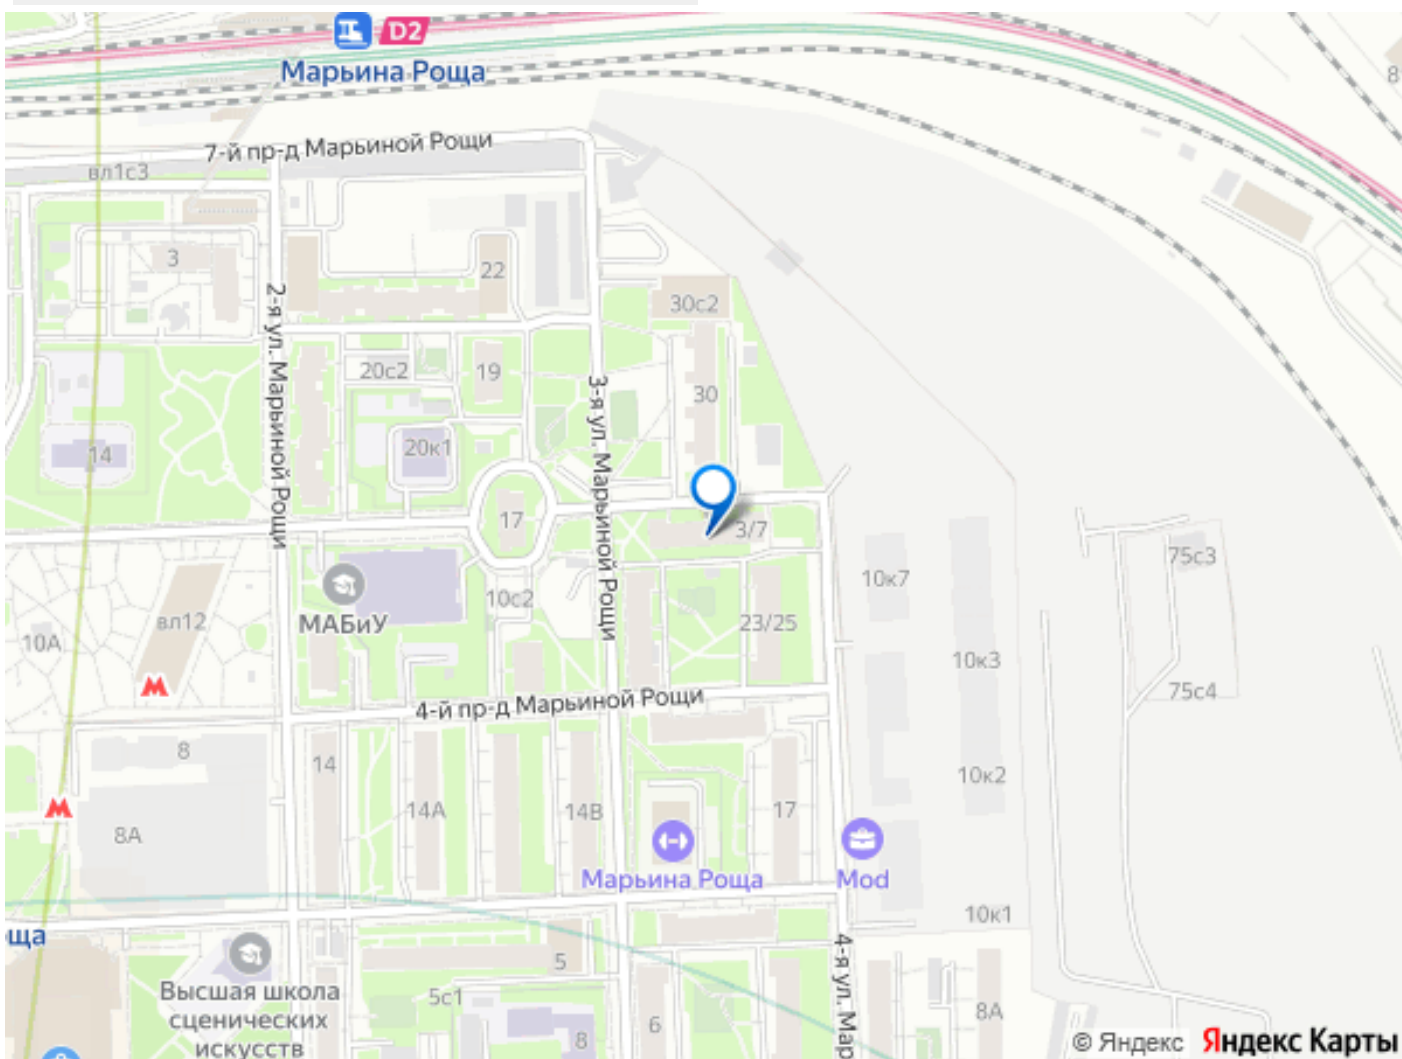 D2
Марьина Роща
8
7-й пр-д Марьиной Рощи
вл1с3
3
22
2-я ул. Марьиной Рощи
30с2
20с2
19
3-я ул. Марьиной Рощи
30
14
20к1
17
3/7
75с3
10к7
МАБиУ
10с2
вл12
23/25
10А
10к3
4-й пр-д Марьиной Рощи
75с4
8
14
14А
14В
17
10к2
8А
Марьина Роща
Mod
10к1
ща
4-я ул. Мар
5
Высшая школа
сценических
искусств
5с1
6
8
8А
© Яндекс Яндекс Карты